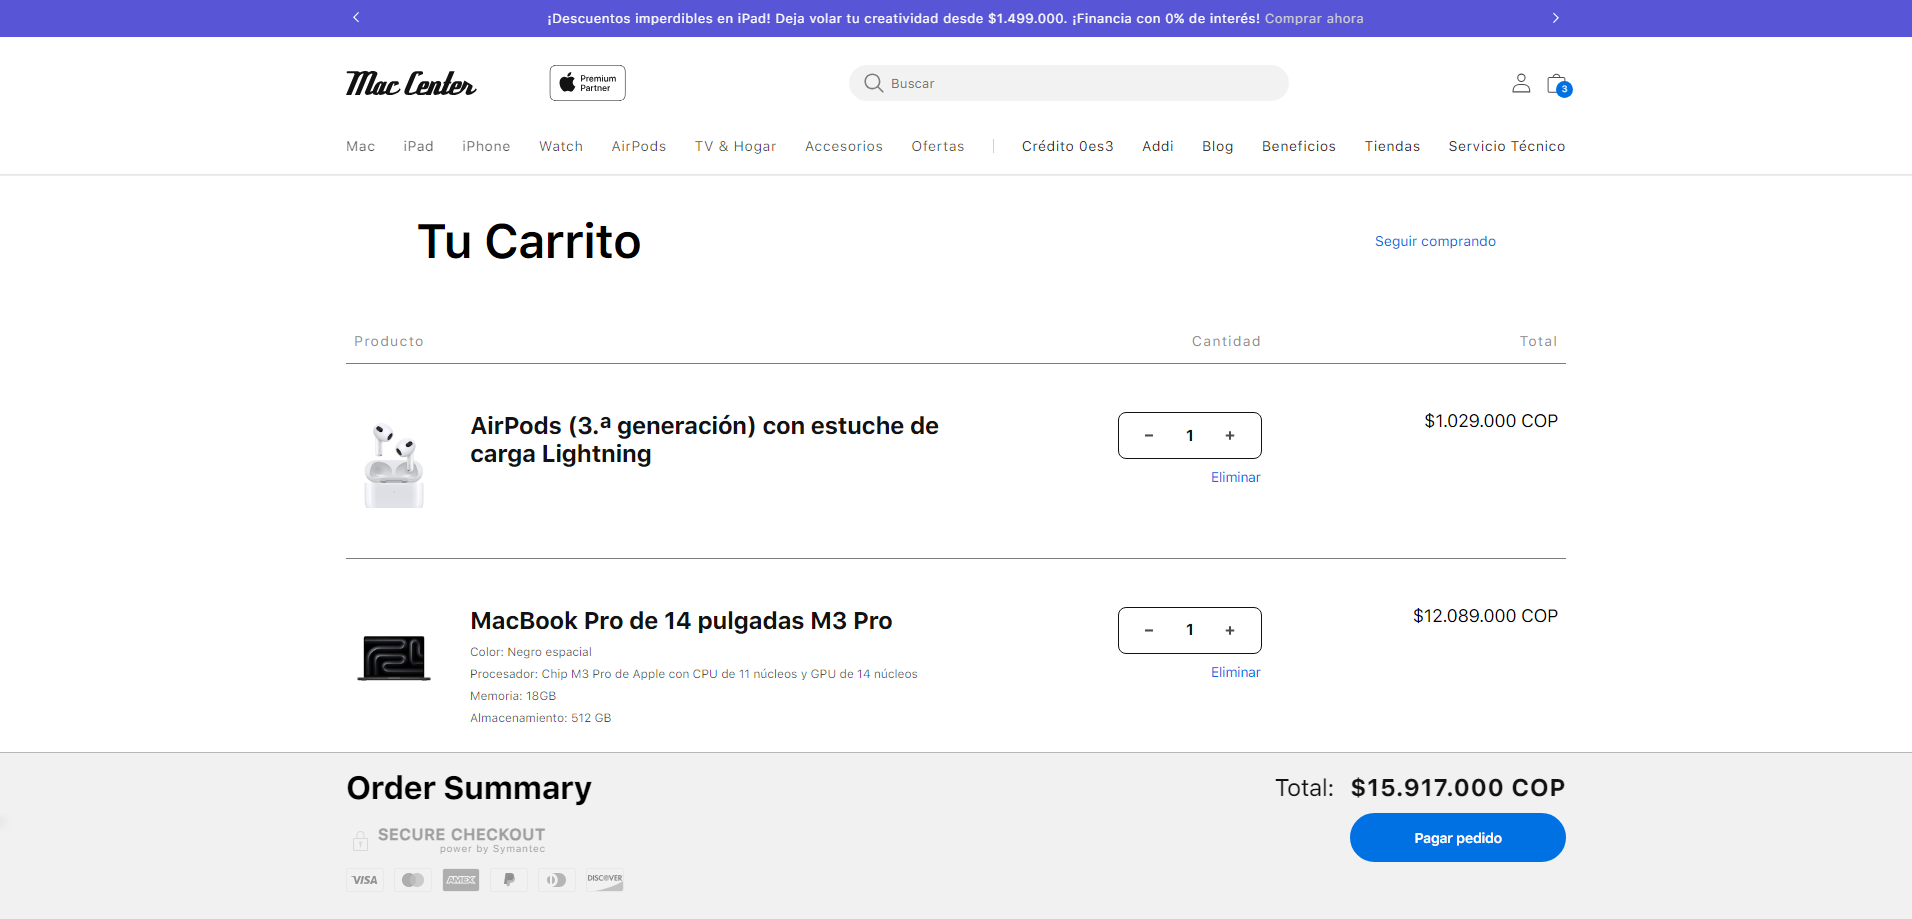 ¡Descuentos imperdibles en iPad! Deja volar tu creatividad desde $1.499.000. ¡Financia con 0% de interés! Comprar ahora
Mac Center
Premium
Partner
Buscar
3
Mac iPad iPhone Watch AirPods TV & Hogar Accesorios Ofertas Crédito 0es3 Addi Blog Beneficios Tiendas Servicio Técnico
Tu Carrito
Seguir comprando
Producto Cantidad Total
AirPods (3.ª generación) con estuche de
carga Lightning
- 1 +
Eliminar
$1.029.000 COP
MacBook Pro de 14 pulgadas M3 Pro
Color: Negro espacial
Procesador: Chip M3 Pro de Apple con CPU de 11 núcleos y GPU de 14 núcleos
Memoria: 18GB
Almacenamiento: 512 GB
- 1 +
Eliminar
$12.089.000 COP
Order Summary
SECURE CHECKOUT
power by Symantec
VISA
AMEX
DISCOVER
Total: $15.917.000 COP
Pagar pedido